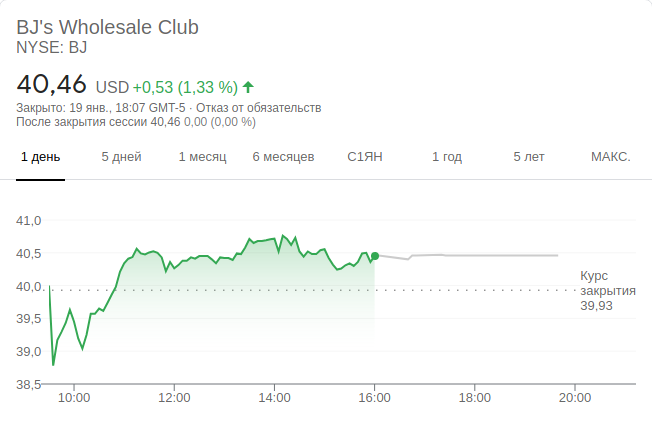 BJ's Wholesale Club
NYSE: BJ
40,46 USD +0,53 (1,33 %)
Закрыто: 19 янв., 18:07 GMT-5 · Отказ от обязательств
После закрытия сессии 40,46 0,00 (0,00 %)
1 день 5 дней 1 месяц 6 месяцев С1ЯН 1 год 5 лет МАКС.
41,0
40,5
40,0
39,5
39,0
38,5
Курс
закрытия
39,93
10:00 12:00 14:00 16:00 18:00 20:00